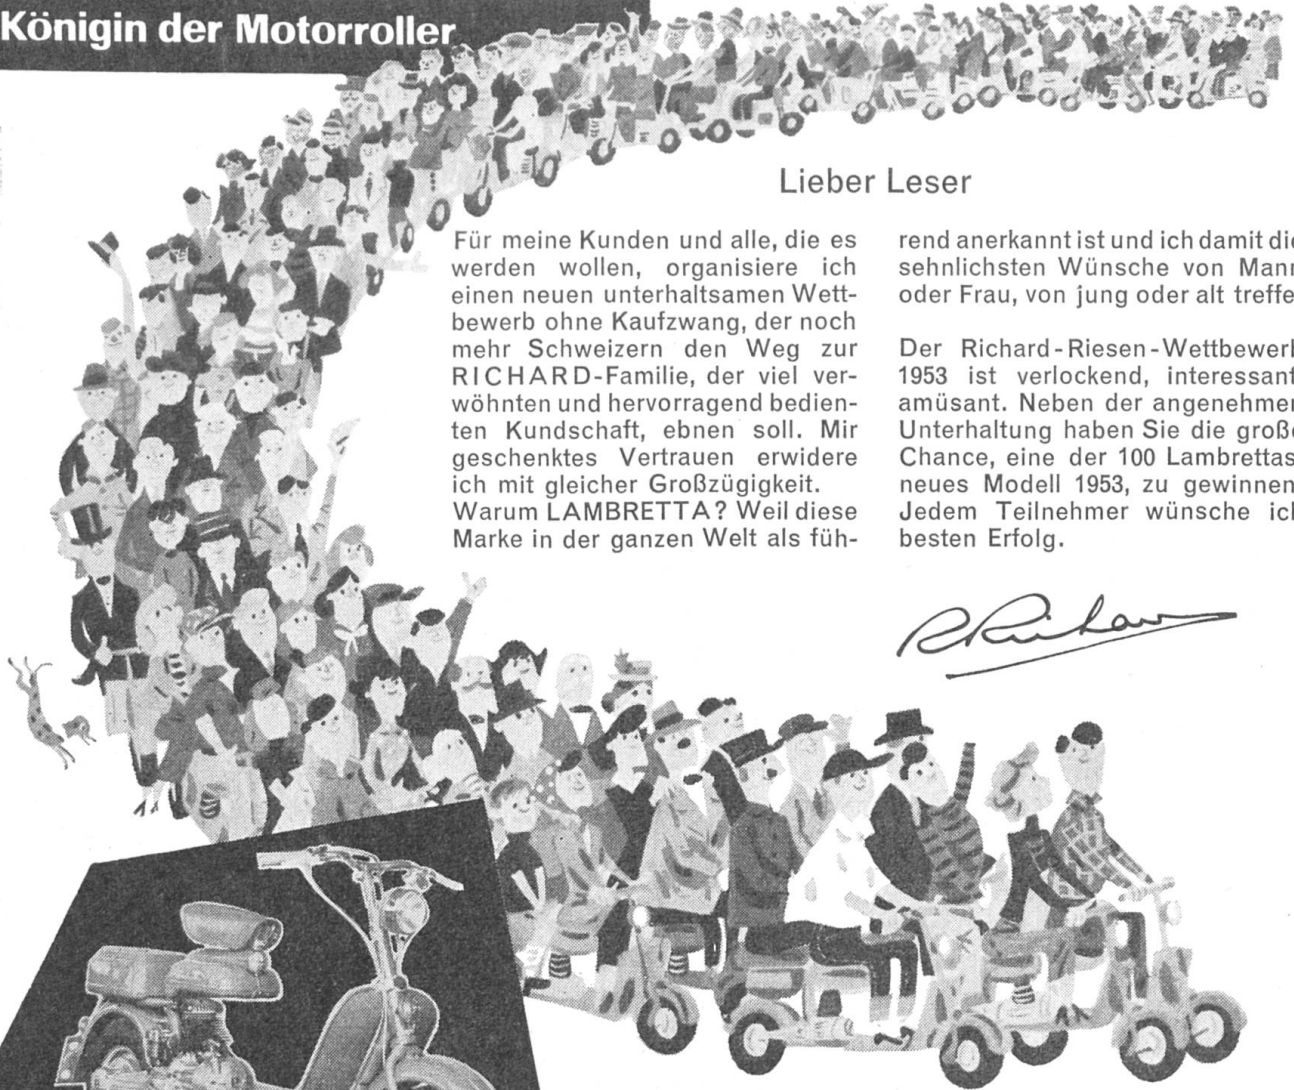 Königin der Motorroller
Lieber Leser
Für meine Kunden und alle, die es
werden wollen, organisiere ich
einen neuen unterhaltsamen Wett-
bewerb ohne Kaufzwang, der noch
mehr Schweizern den Weg zur
RICHARD-Familie, der viel ver-
wöhnten und hervorragend bedien-
ten Kundschaft, ebnen soll. Mir
geschenktes Vertrauen erwidere
ich mit gleicher Großzügigkeit.
Warum LAMBRETTA? Weil diese
Marke in der ganzen Welt als füh-
rend anerkannt ist und ich damit die
sehnlichsten Wünsche von Mann
oder Frau, von jung oder alt treffe
Der Richard-Riesen-Wettbewerb
1953 ist verlockend, interessant
amüsant. Neben der angenehmen
Unterhaltung haben Sie die große
Chance, eine der 100 Lambrettas
neues Modell 1953, zu gewinnen
Jedem Teilnehmer wünsche ich
besten Erfolg.